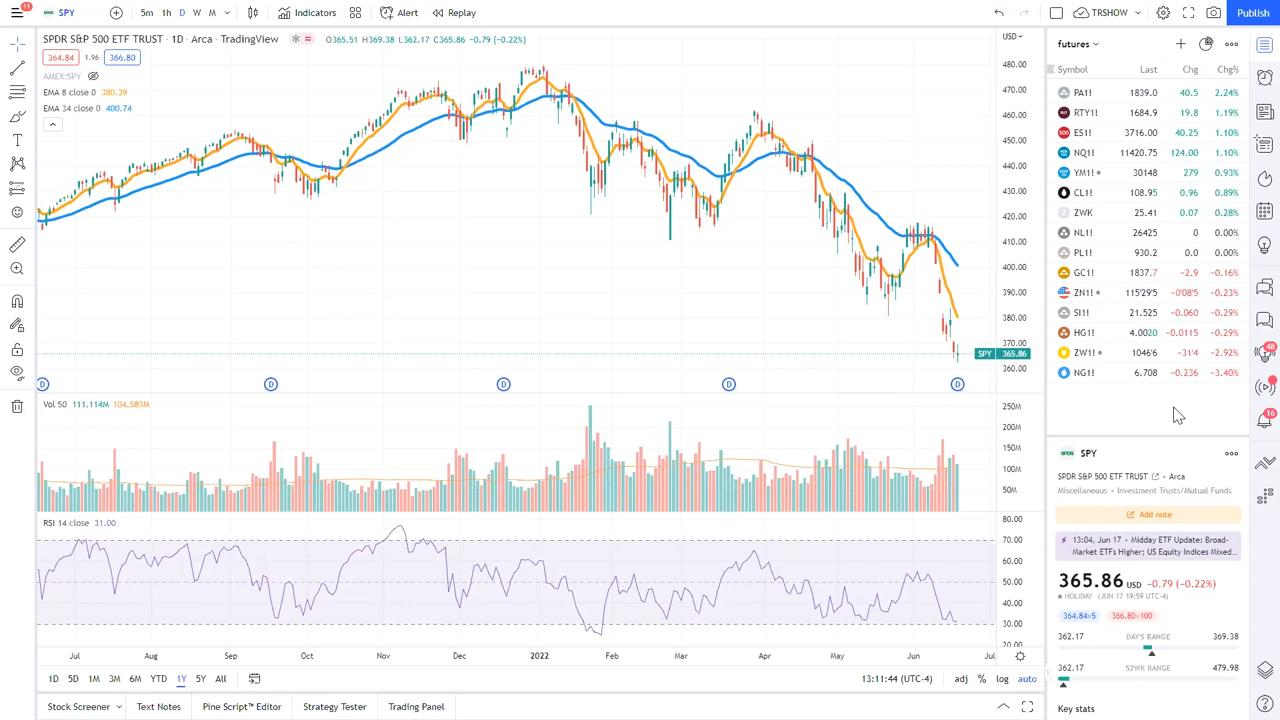 11 SPY 5m 1h D W M Indicators Alert Replay TRSHOW Publish
SPDR S&P 500 ETF TRUST · 1D · Arca · TradingView O365.51 H369.38 L362.17 C365.86 -0.79 (-0.22%)
364.84 1.96 366.80
AMEX:SPY
EMA 8 close 0 380.39
EMA 34 close 0 400.74
USD
480.00
470.00
460.00
450.00
440.00
430.00
420.00
410.00
400.00
390.00
380.00
370.00
SPY 365.86
360.00
D D D D D
Vol 50 111.114M 104.583M
250M
200M
150M
100M
50M
RSI 14 close 31.00
80.00
70.00
60.00
50.00
40.00
30.00
20.00
Jul Aug Sep Oct Nov Dec 2022 Feb Mar Apr May Jun Jul
1D 5D 1M 3M 6M YTD 1Y 5Y All 13:11:44 (UTC-4) adj % log auto
Stock Screener Text Notes Pine Script™ Editor Strategy Tester Trading Panel
futures
Symbol Last Chg Chg%
PA1! 1839.0 40.5 2.24%
RTY1! 1684.9 19.8 1.19%
ES1! 3716.00 40.25 1.10%
NQ1! 11420.75 124.00 1.10%
YM1! 30148 279 0.93%
CL1! 108.95 0.96 0.89%
ZWK 25.41 0.07 0.28%
NL1! 26425 0 0.00%
PL1! 930.2 0.0 0.00%
GC1! 1837.7 -2.9 -0.16%
ZN1! 115'29'5 -0'08'5 -0.23%
SI1! 21.525 -0.060 -0.29%
HG1! 4.0020 -0.0115 -0.29%
ZW1! 1046'6 -31'4 -2.92%
NG1! 6.708 -0.236 -3.40%
SPY
SPDR S&P 500 ETF TRUST • Arca
Miscellaneous • Investment Trusts/Mutual Funds
Add note
13:04, Jun 17 • Midday ETF Update: Broad-
Market ETFs Higher; US Equity Indices Mixed...
365.86 USD -0.79 (-0.22%)
HOLIDAY (JUN 17 19:59 UTC-4)
364.84×5 366.80×100
362.17 DAY'S RANGE 369.38
362.17 52WK RANGE 479.98
Key stats
48
16